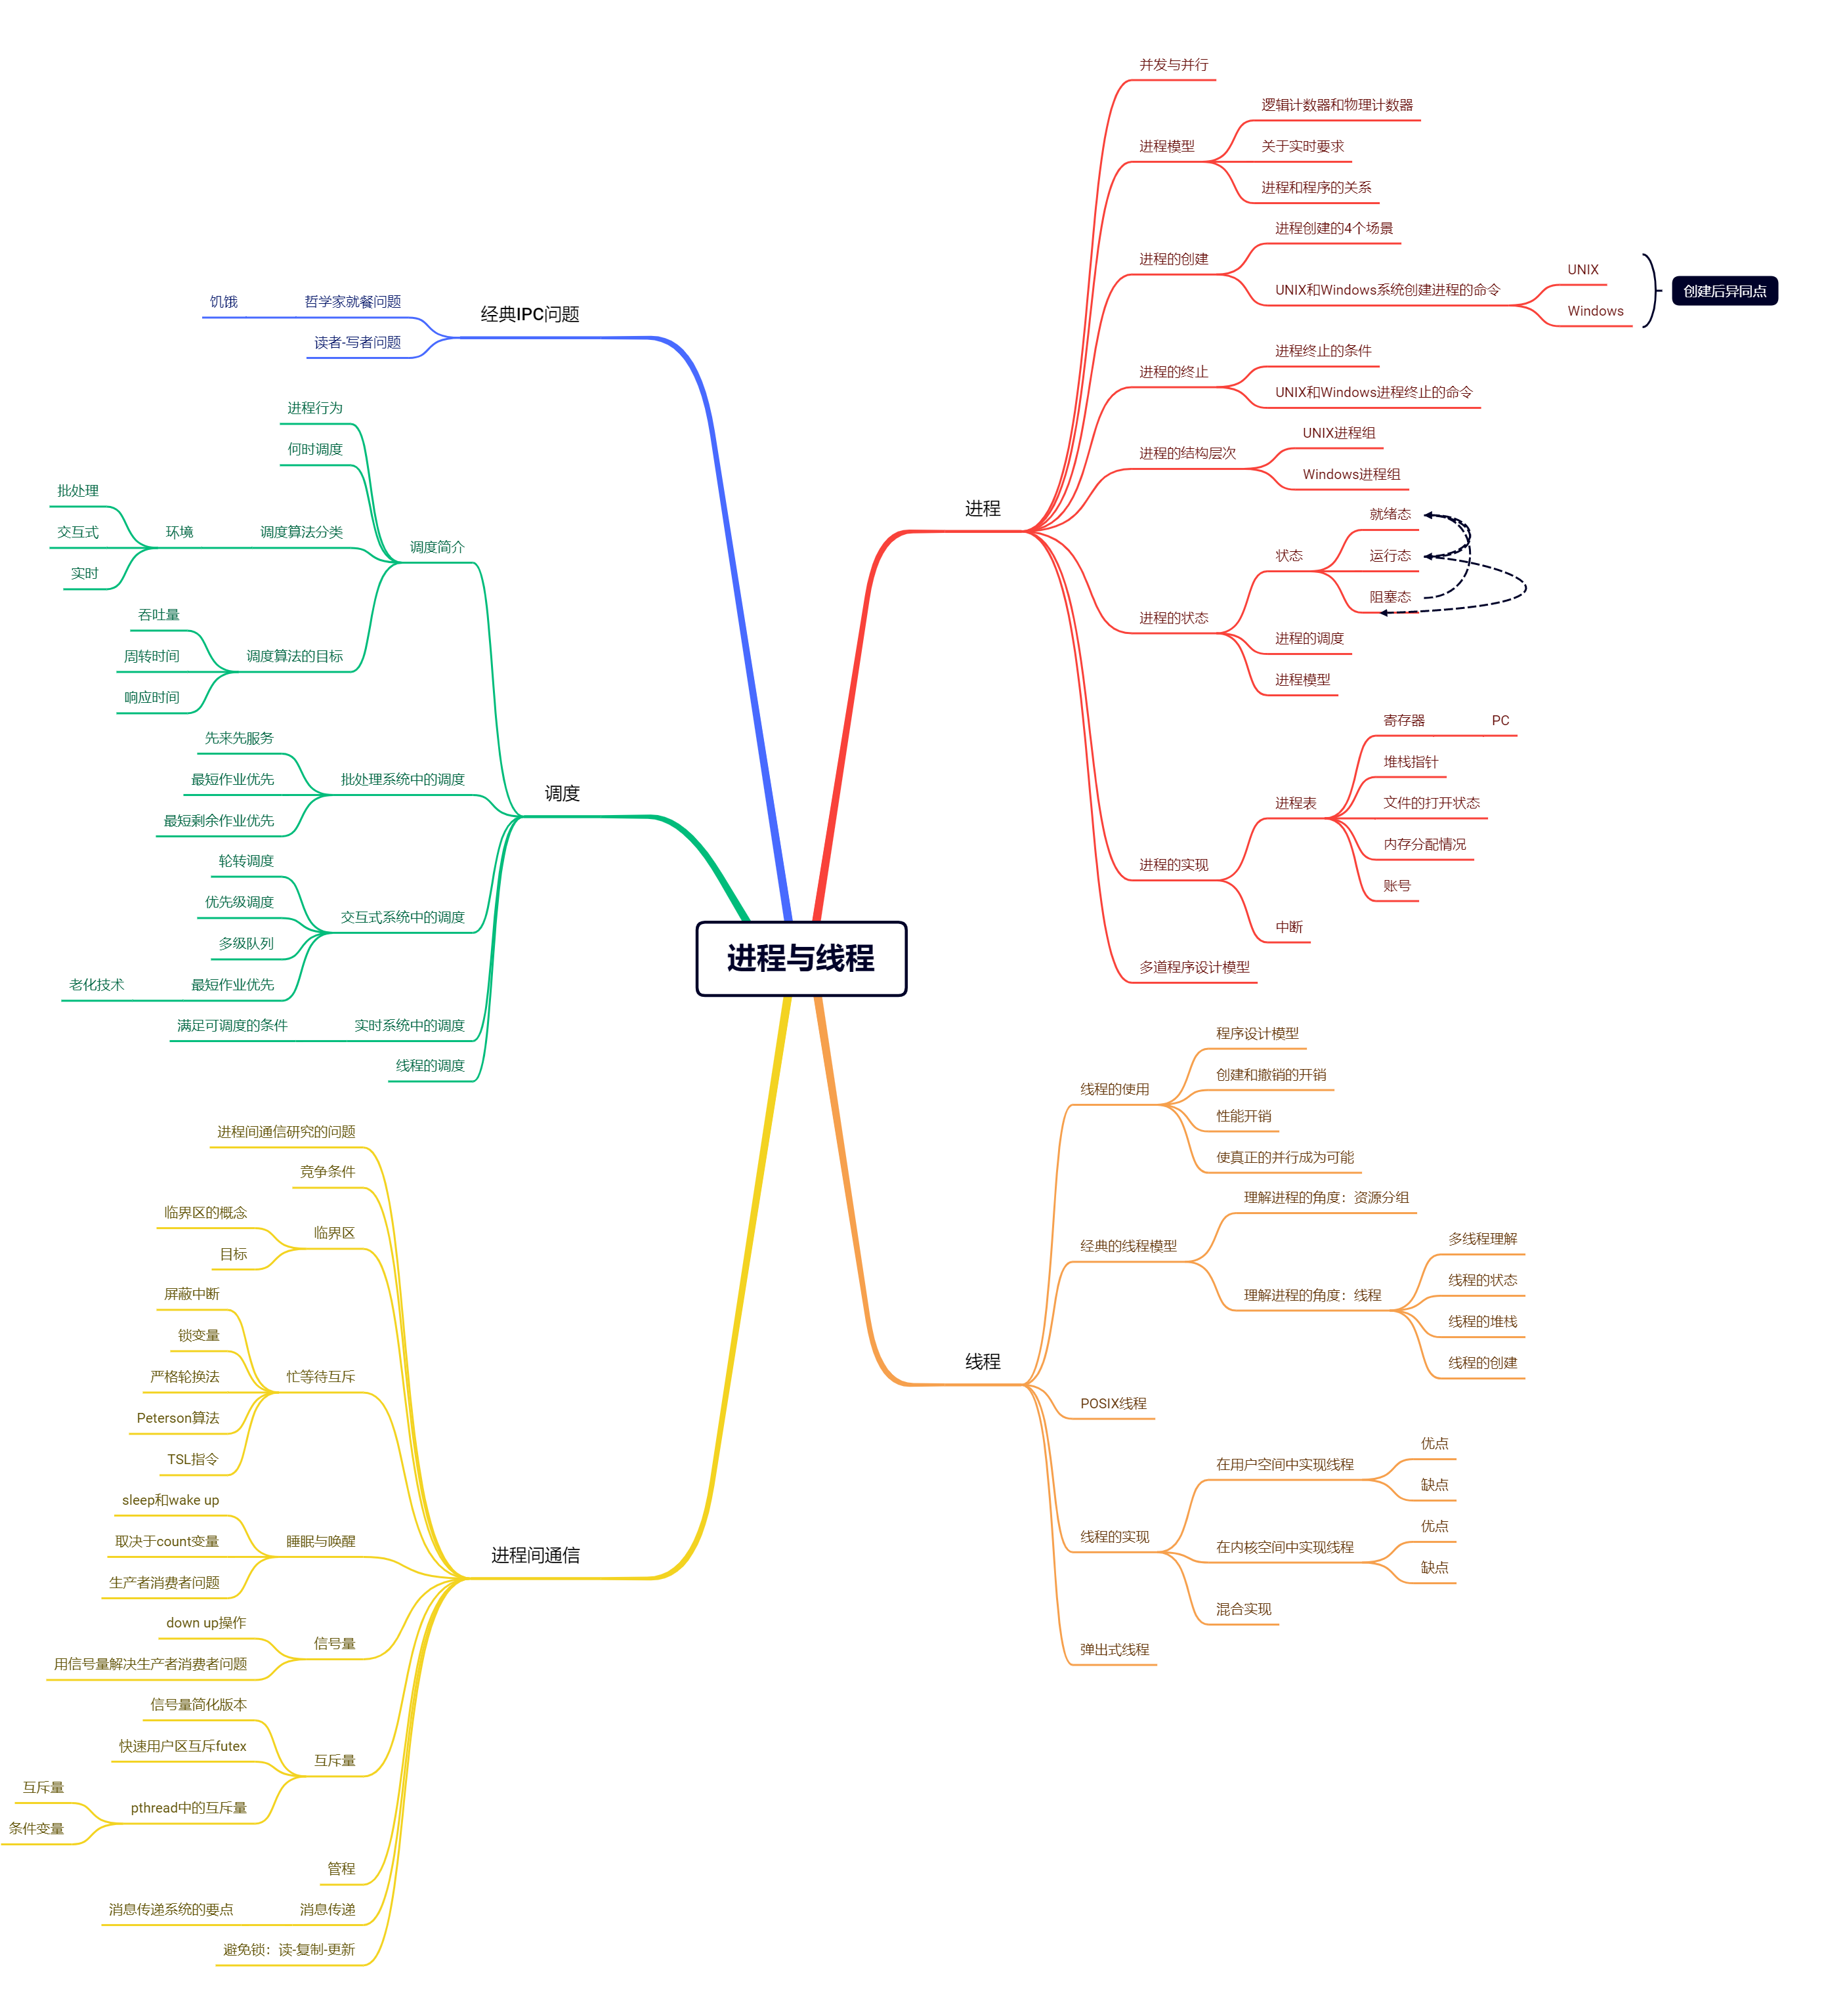 进程与线程
进程
并发与并行
进程模型
逻辑计数器和物理计数器
关于实时要求
进程和程序的关系
进程的创建
进程创建的4个场景
UNIX和Windows系统创建进程的命令
UNIX
Windows
创建后异同点
进程的终止
进程终止的条件
UNIX和Windows进程终止的命令
进程的结构层次
UNIX进程组
Windows进程组
进程的状态
状态
就绪态
运行态
阻塞态
进程的调度
进程模型
进程的实现
进程表
寄存器
PC
堆栈指针
文件的打开状态
内存分配情况
账号
中断
多道程序设计模型
线程
线程的使用
程序设计模型
创建和撤销的开销
性能开销
使真正的并行成为可能
经典的线程模型
理解进程的角度：资源分组
理解进程的角度：线程
多线程理解
线程的状态
线程的堆栈
线程的创建
POSIX线程
线程的实现
在用户空间中实现线程
优点
缺点
在内核空间中实现线程
优点
缺点
混合实现
弹出式线程
经典IPC问题
哲学家就餐问题
饥饿
读者-写者问题
调度
调度简介
进程行为
何时调度
调度算法分类
环境
批处理
交互式
实时
调度算法的目标
吞吐量
周转时间
响应时间
批处理系统中的调度
先来先服务
最短作业优先
最短剩余作业优先
交互式系统中的调度
轮转调度
优先级调度
多级队列
最短作业优先
老化技术
实时系统中的调度
满足可调度的条件
线程的调度
进程间通信
进程间通信研究的问题
竞争条件
临界区
临界区的概念
目标
忙等待互斥
屏蔽中断
锁变量
严格轮换法
Peterson算法
TSL指令
睡眠与唤醒
sleep和wake up
取决于count变量
生产者消费者问题
信号量
down up操作
用信号量解决生产者消费者问题
互斥量
信号量简化版本
快速用户区互斥futex
pthread中的互斥量
互斥量
条件变量
管程
消息传递
消息传递系统的要点
避免锁：读-复制-更新